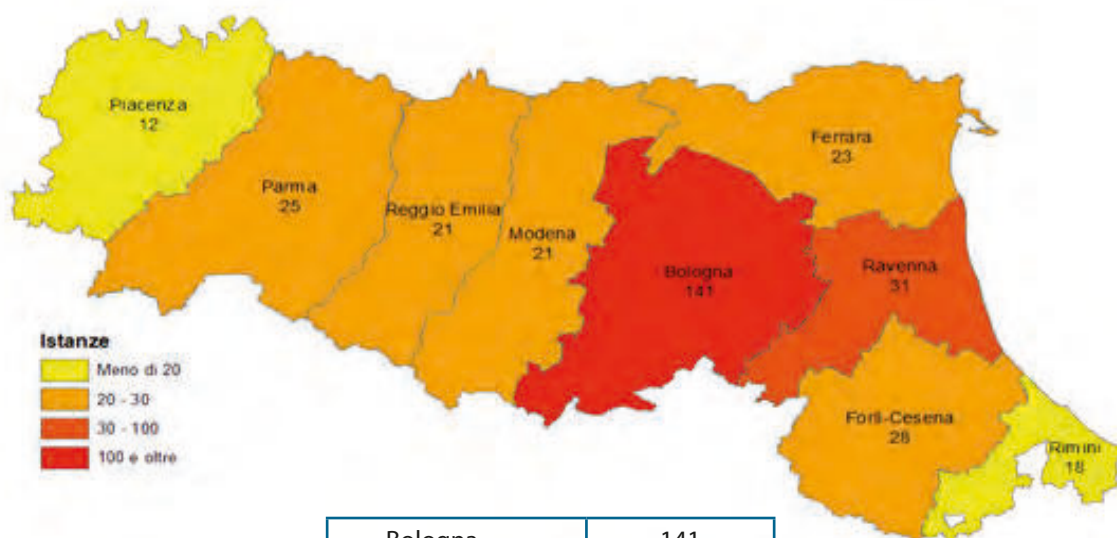 Piacenza
12
Parma
25
Reggio Emilia
21
Modena
21
Ferrara
23
Bologna
141
Ravenna
31
Forlì-Cesena
28
Rimini
18
Istanze
Meno di 20
20 - 30
30 - 100
100 e oltre
Bologna 141